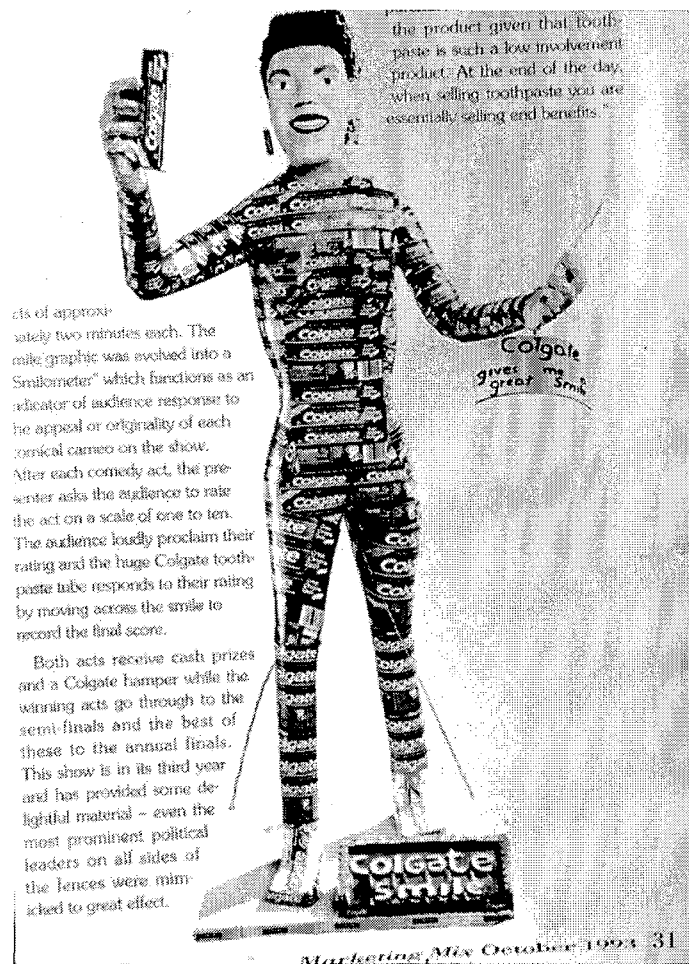 the product given that tooth-
paste is such a low involvement
product. At the end of the day,
when selling toothpaste you are
essentially selling end benefits."
Colgate
cts of approxi-
nately two minutes each. The
mile graphic was evolved into a
Smilometer" which functions as an
ndicator of audience response to
he appeal or originality of each
comical cameo on the show.
After each comedy act, the pre-
senter asks the audience to rate
the act on a scale of one to ten.
The audience loudly proclaim their
rating and the huge Colgate tooth-
paste tube responds to their rating
by moving across the smile to
record the final score.
Both acts receive cash prizes
and a Colgate hamper while the
winning acts go through to the
semi-finals and the best of
these to the annual finals.
This show is in its third year
and has provided some de-
lightful material – even the
most prominent political
leaders on all sides of
the fences were mim-
icked to great effect.
Colgate
gives me a
great Smile
Colgate
Smile
Marketing Mix October 1993 31